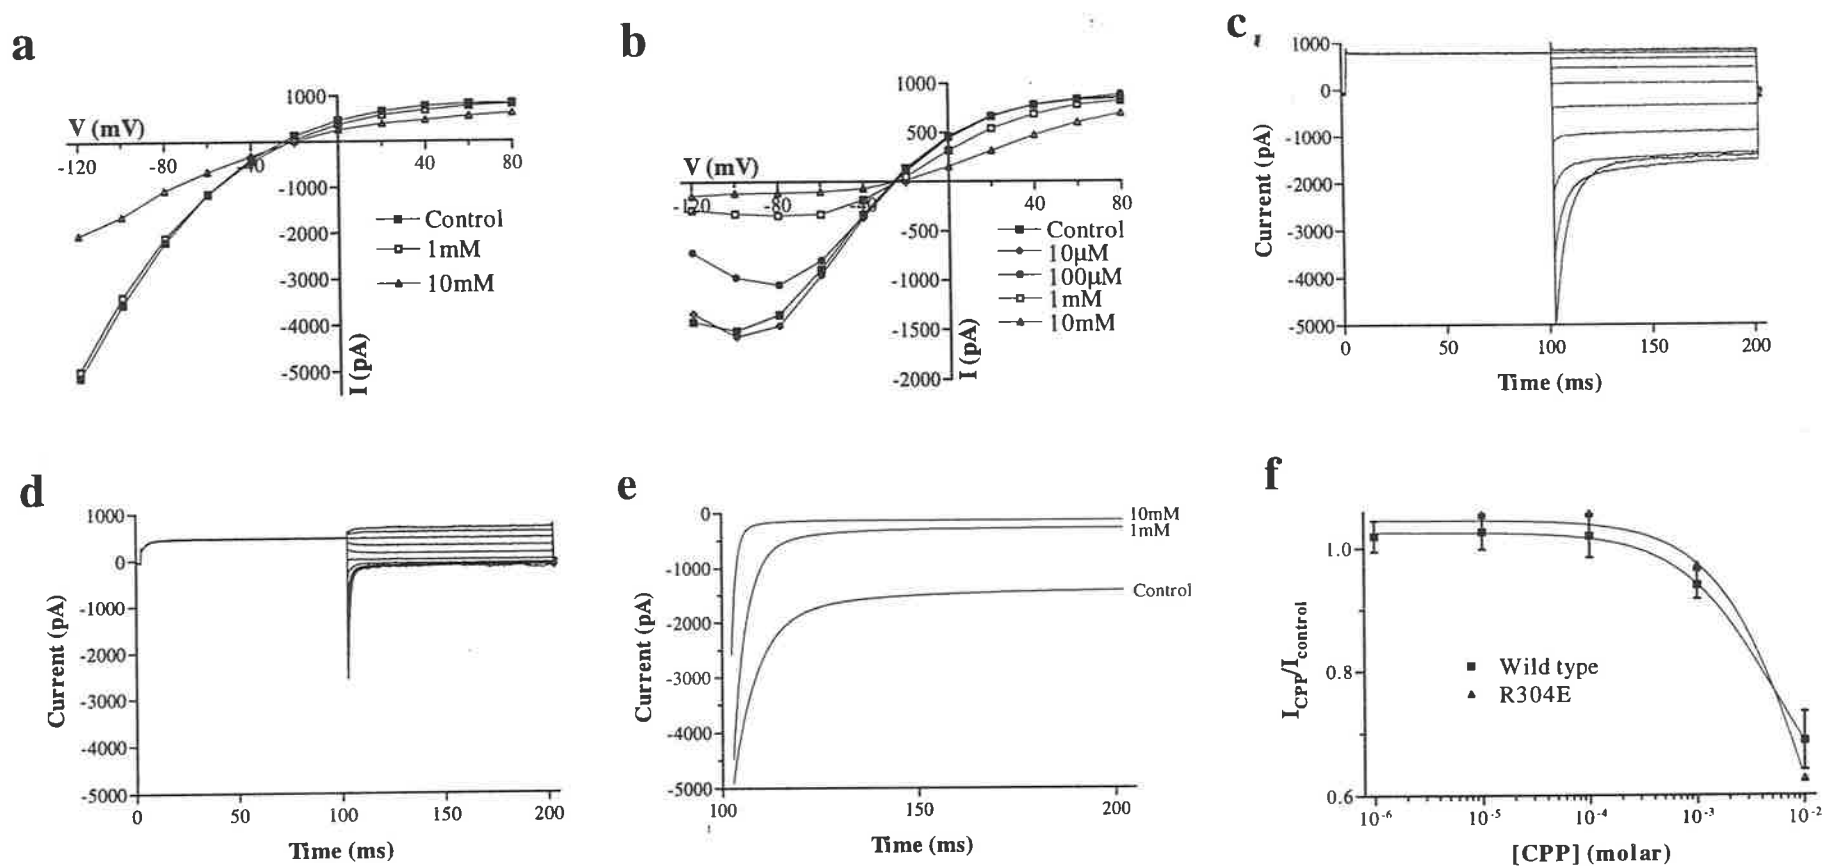 a
1000
V (mV)
-120
-80
40
80
-1000
-2000
-3000
-4000
-5000
I (pA)
Control
1mM
10mM
b
1000
500
V (mV)
-120
-80
40
80
-500
-1000
-1500
-2000
I (pA)
Control
10µM
100µM
1mM
10mM
c
1000
0
-1000
-2000
-3000
-4000
-5000
Current (pA)
0
50
100
150
200
Time (ms)
d
1000
0
-1000
-2000
-3000
-4000
-5000
Current (pA)
0
50
100
150
200
Time (ms)
e
0
-1000
-2000
-3000
-4000
-5000
Current (pA)
10mM
1mM
Control
100
150
200
Time (ms)
f
1.0
0.8
0.6
I_CPP/I_control
Wild type
R304E
10^-6
10^-5
10^-4
10^-3
10^-2
[CPP] (molar)